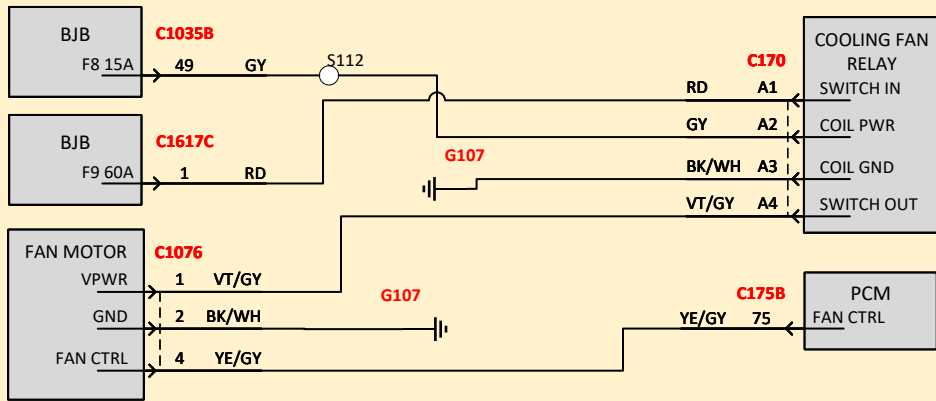 BJB
C1035B
F8 15A
49
GY
S112
C170
COOLING FAN
RELAY
RD
A1
SWITCH IN
GY
A2
COIL PWR
BJB
C1617C
F9 60A
1
RD
G107
BK/WH
A3
COIL GND
VT/GY
A4
SWITCH OUT
FAN MOTOR
C1076
VPWR
1
VT/GY
G107
GND
2
BK/WH
FAN CTRL
4
YE/GY
C175B
PCM
YE/GY
75
FAN CTRL